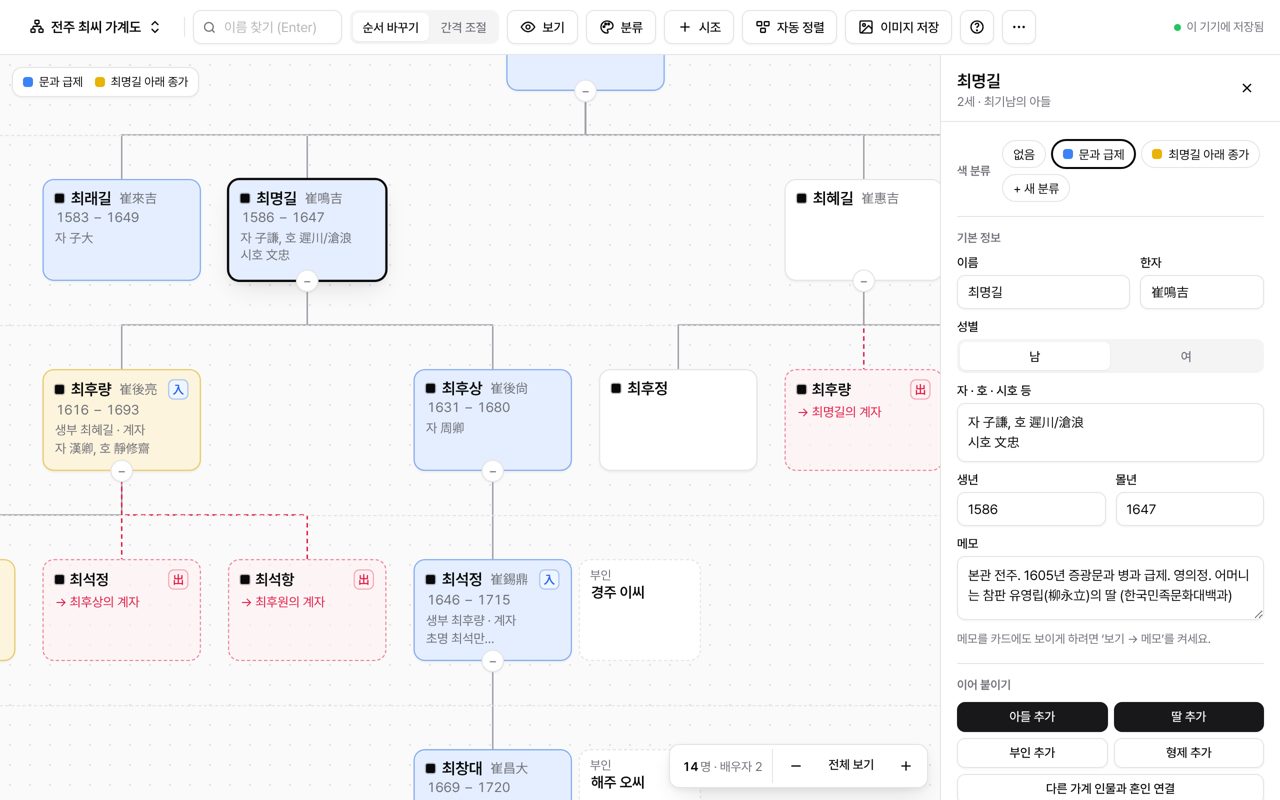 전주 최씨 가계도
이름 찾기 (Enter)
순서 바꾸기
간격 조절
보기
분류
시조
자동 정렬
이미지 저장
이 기기에 저장됨
문과 급제
최명길 아래 종가
최래길 崔來吉
1583 – 1649
자 子大
최명길 崔鳴吉
1586 – 1647
자 子謙, 호 遲川/滄浪
시호 文忠
최혜길 崔惠吉
최후량 崔後亮 入
1616 – 1693
생부 최혜길 · 계자
자 漢卿, 호 靜修齋
최후상 崔後尙
1631 – 1680
자 周卿
최후정
최후량 出
→ 최명길의 계자
최석정 出
→ 최후상의 계자
최석항 出
→ 최후원의 계자
최석정 崔錫鼎 入
1646 – 1715
생부 최후량 · 계자
초명 최석만...
부인
경주 이씨
최창대 崔昌大
1669 – 1720
부인
해주 오씨
14명 · 배우자 2
전체 보기
최명길
2세 · 최기남의 아들
색 분류
없음
문과 급제
최명길 아래 종가
+ 새 분류
기본 정보
이름
한자
최명길
崔鳴吉
성별
남
여
자 · 호 · 시호 등
자 子謙, 호 遲川/滄浪
시호 文忠
생년
몰년
1586
1647
메모
본관 전주. 1605년 증광문과 병과 급제. 영의정. 어머니
는 참판 유영립(柳永立)의 딸 (한국민족문화대백과)
메모를 카드에도 보이게 하려면 ‘보기 → 메모’를 켜세요.
이어 붙이기
아들 추가
딸 추가
부인 추가
형제 추가
다른 가계 인물과 혼인 연결